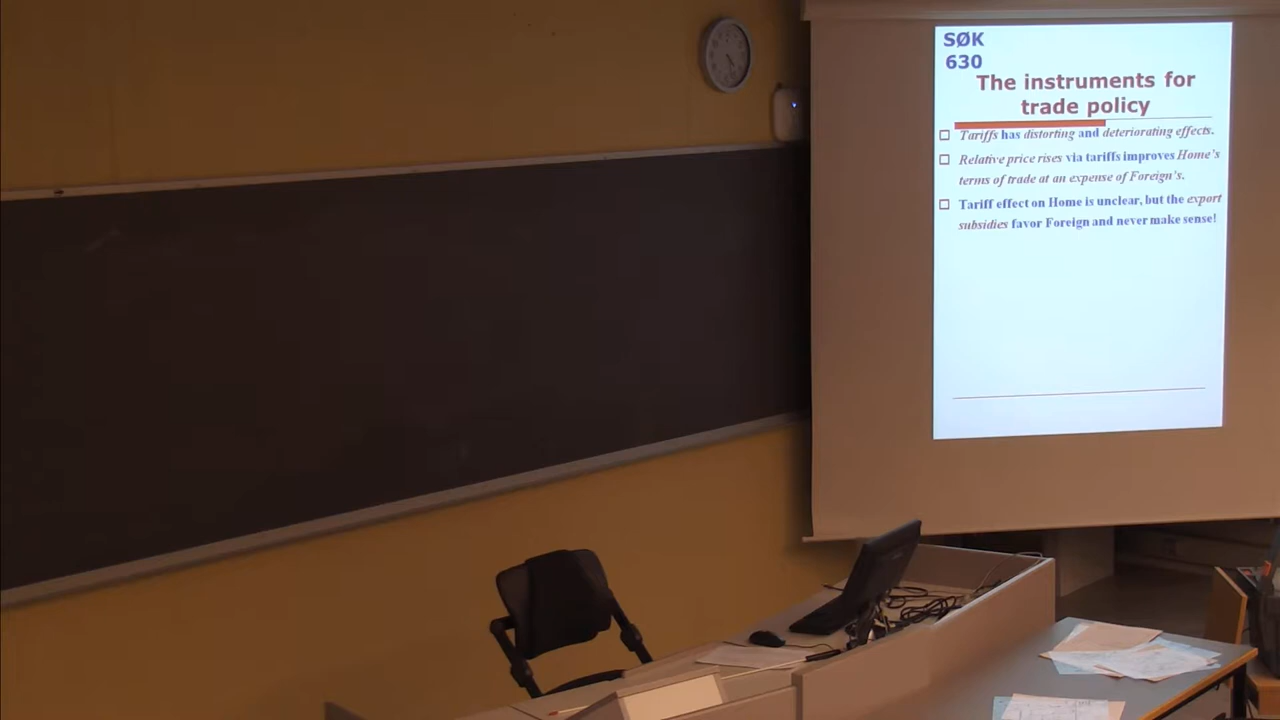 SØK
630
The instruments for
trade policy
Tariffs has distorting and deteriorating effects.
Relative price rises via tariffs improves Home's
terms of trade at an expense of Foreign's.
Tariff effect on Home is unclear, but the export
subsidies favor Foreign and never make sense!